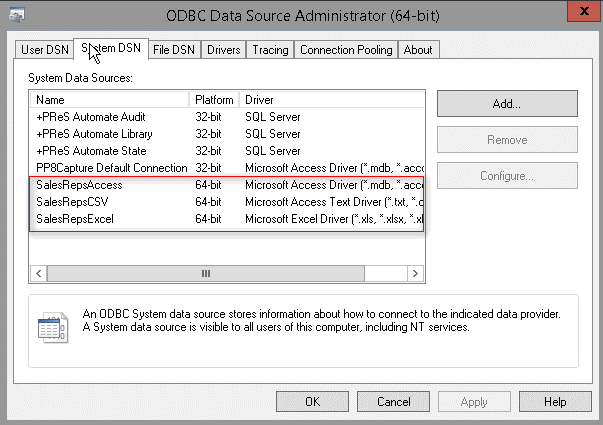 ODBC Data Source Administrator (64-bit)
User DSN System DSN File DSN Drivers Tracing Connection Pooling About
System Data Sources:
Name Platform Driver
+PReS Automate Audit 32-bit SQL Server
+PReS Automate Library 32-bit SQL Server
+PReS Automate State 32-bit SQL Server
PP8Capture Default Connection 32-bit Microsoft Access Driver (*.mdb, *.acc
SalesRepsAccess 64-bit Microsoft Access Driver (*.mdb, *.acc
SalesRepsCSV 64-bit Microsoft Access Text Driver (*.txt, *.c
SalesRepsExcel 64-bit Microsoft Excel Driver (*.xls, *.xlsx, *.xl
Add...
Remove
Configure...
An ODBC System data source stores information about how to connect to the indicated data provider.
A System data source is visible to all users of this computer, including NT services.
OK Cancel Apply Help